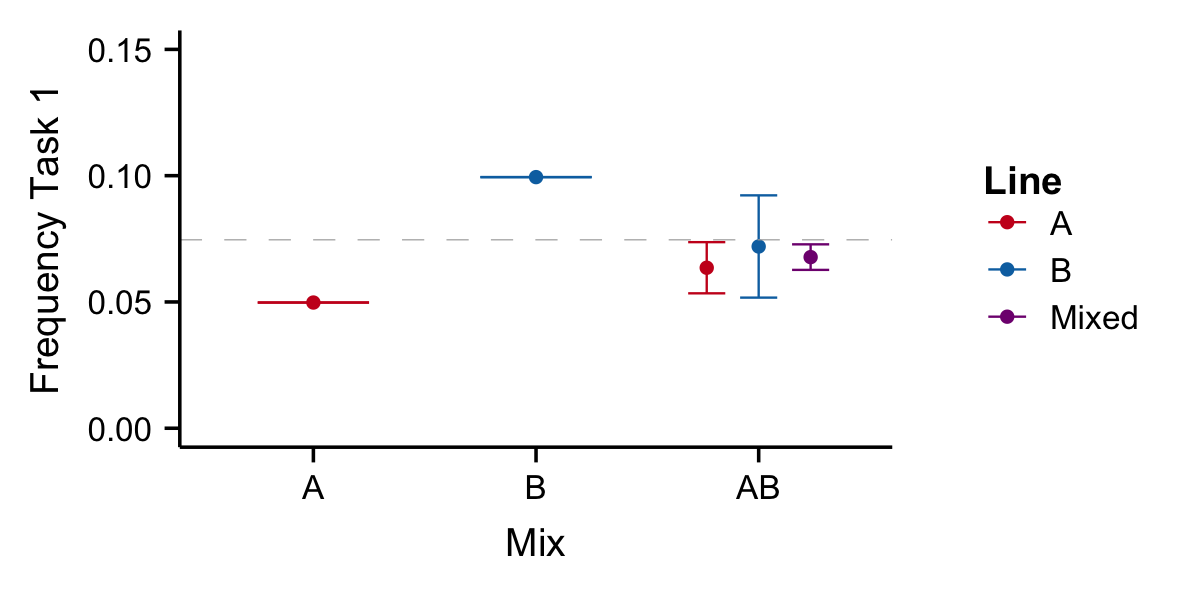 Frequency Task 1
0.15
0.10
0.05
0.00
A
B
AB
Mix
Line
A
B
Mixed